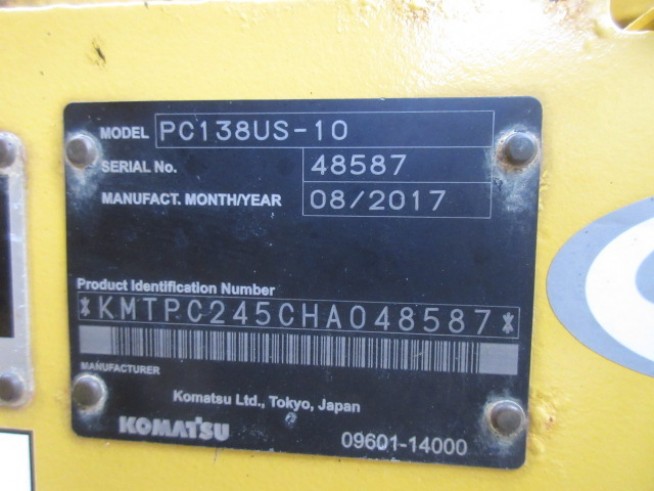 MODEL PC138US-10
SERIAL No. 48587
MANUFACT. MONTH/YEAR 08/2017
Product Identification Number
*KMTPC245CHA048587*
MANUFACTURER
Komatsu Ltd., Tokyo, Japan
KOMATSU
09601-14000